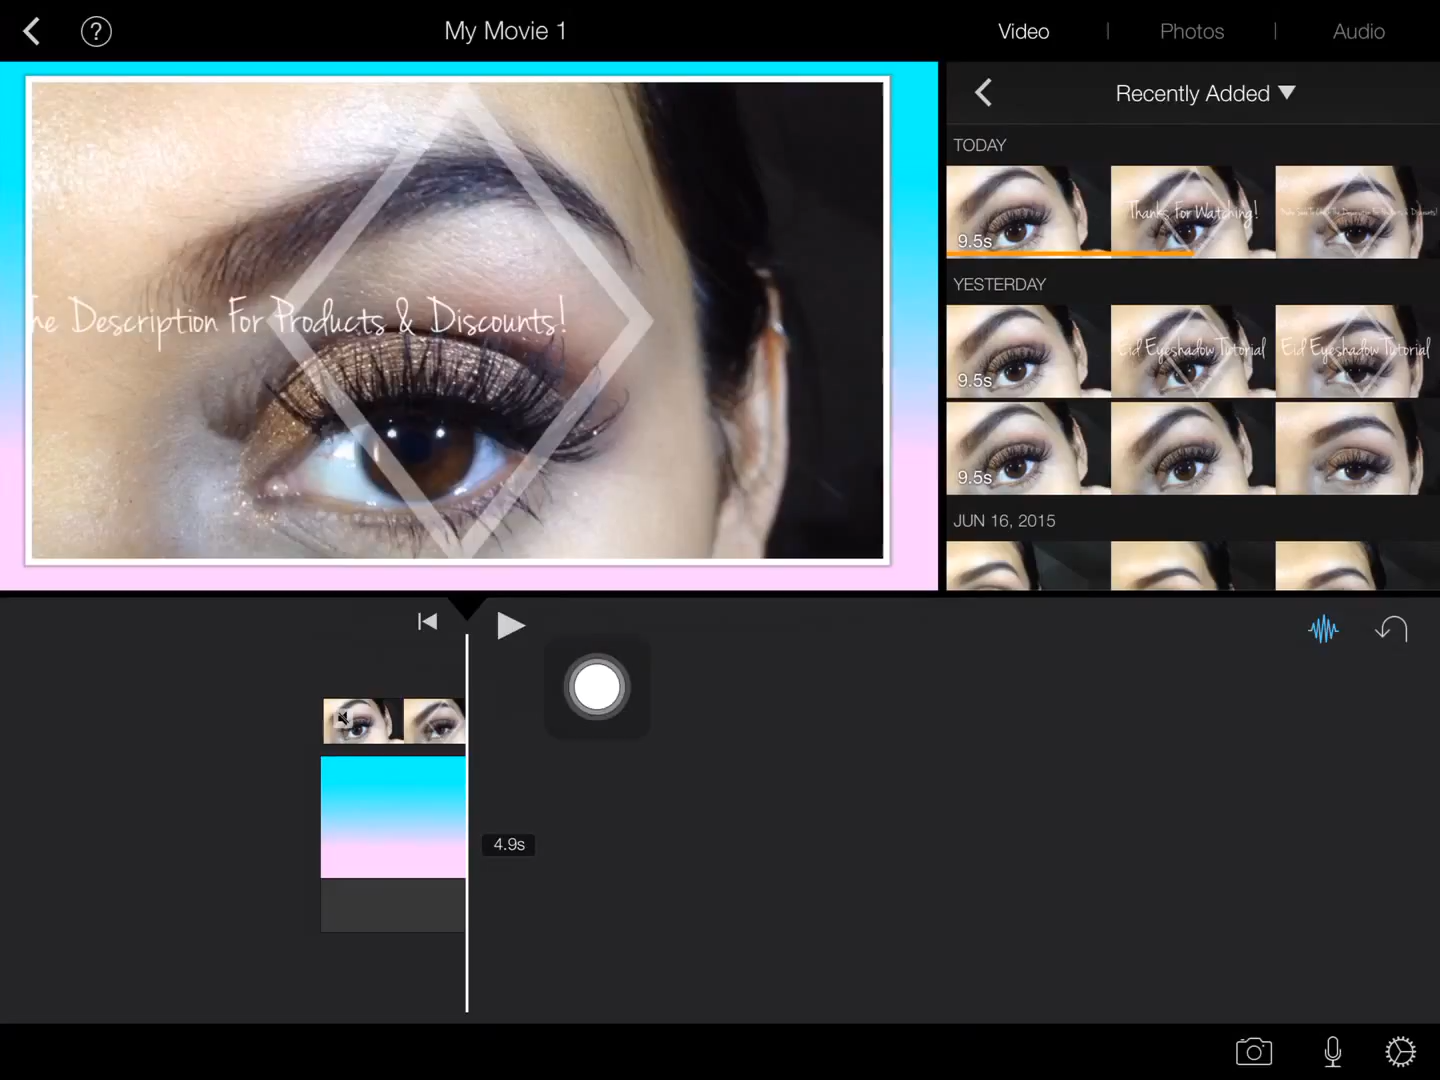 ?
My Movie 1
Video | Photos | Audio
Recently Added
TODAY
9.5s
Thanks For Watching!
YESTERDAY
9.5s
Eid Eyeshadow Tutorial
Eid Eyeshadow Tutorial
9.5s
JUN 16, 2015
he Description For Products & Discounts!
4.9s